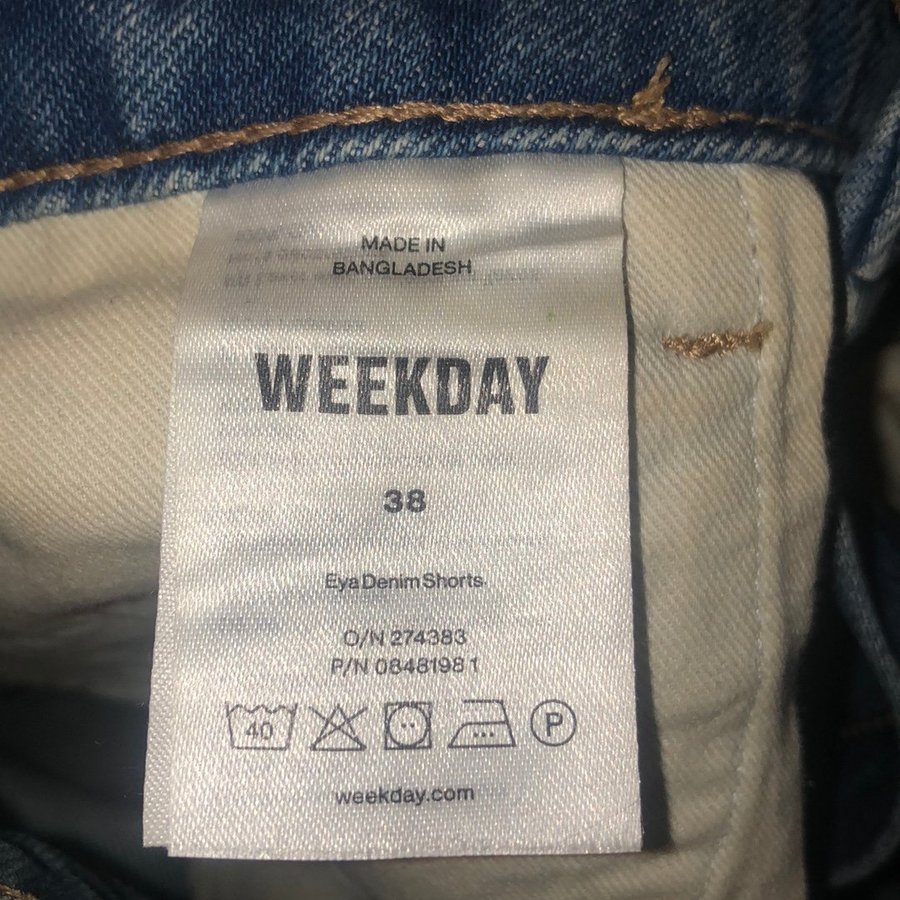 MADE IN
BANGLADESH
WEEKDAY
38
Eya Denim Shorts
O/N 274383
P/N 08481981
40
P
weekday.com